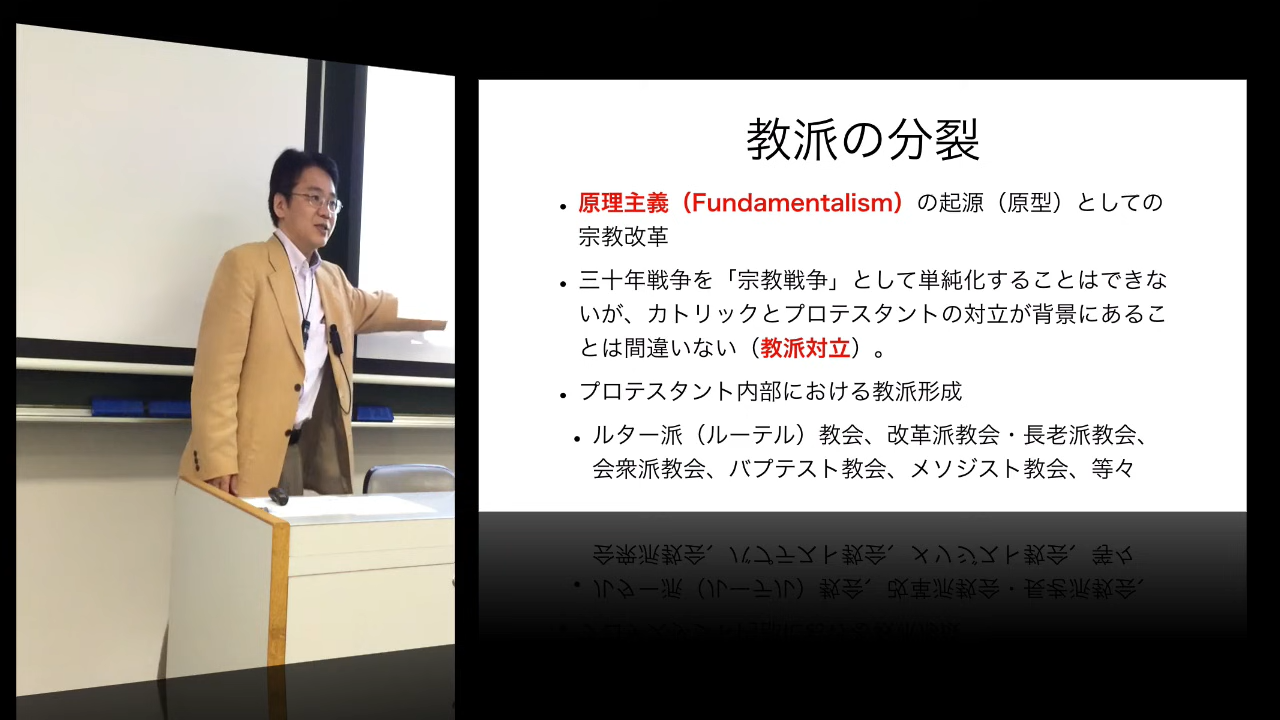 教派の分裂
• 原理主義（Fundamentalism）の起源（原型）としての
宗教改革
• 三十年戦争を「宗教戦争」として単純化することはできな
いが、カトリックとプロテスタントの対立が背景にあるこ
とは間違いない（教派対立）。
• プロテスタント内部における教派形成
• ルター派（ルーテル）教会、改革派教会・長老派教会、
会衆派教会、バプテスト教会、メソジスト教会、等々